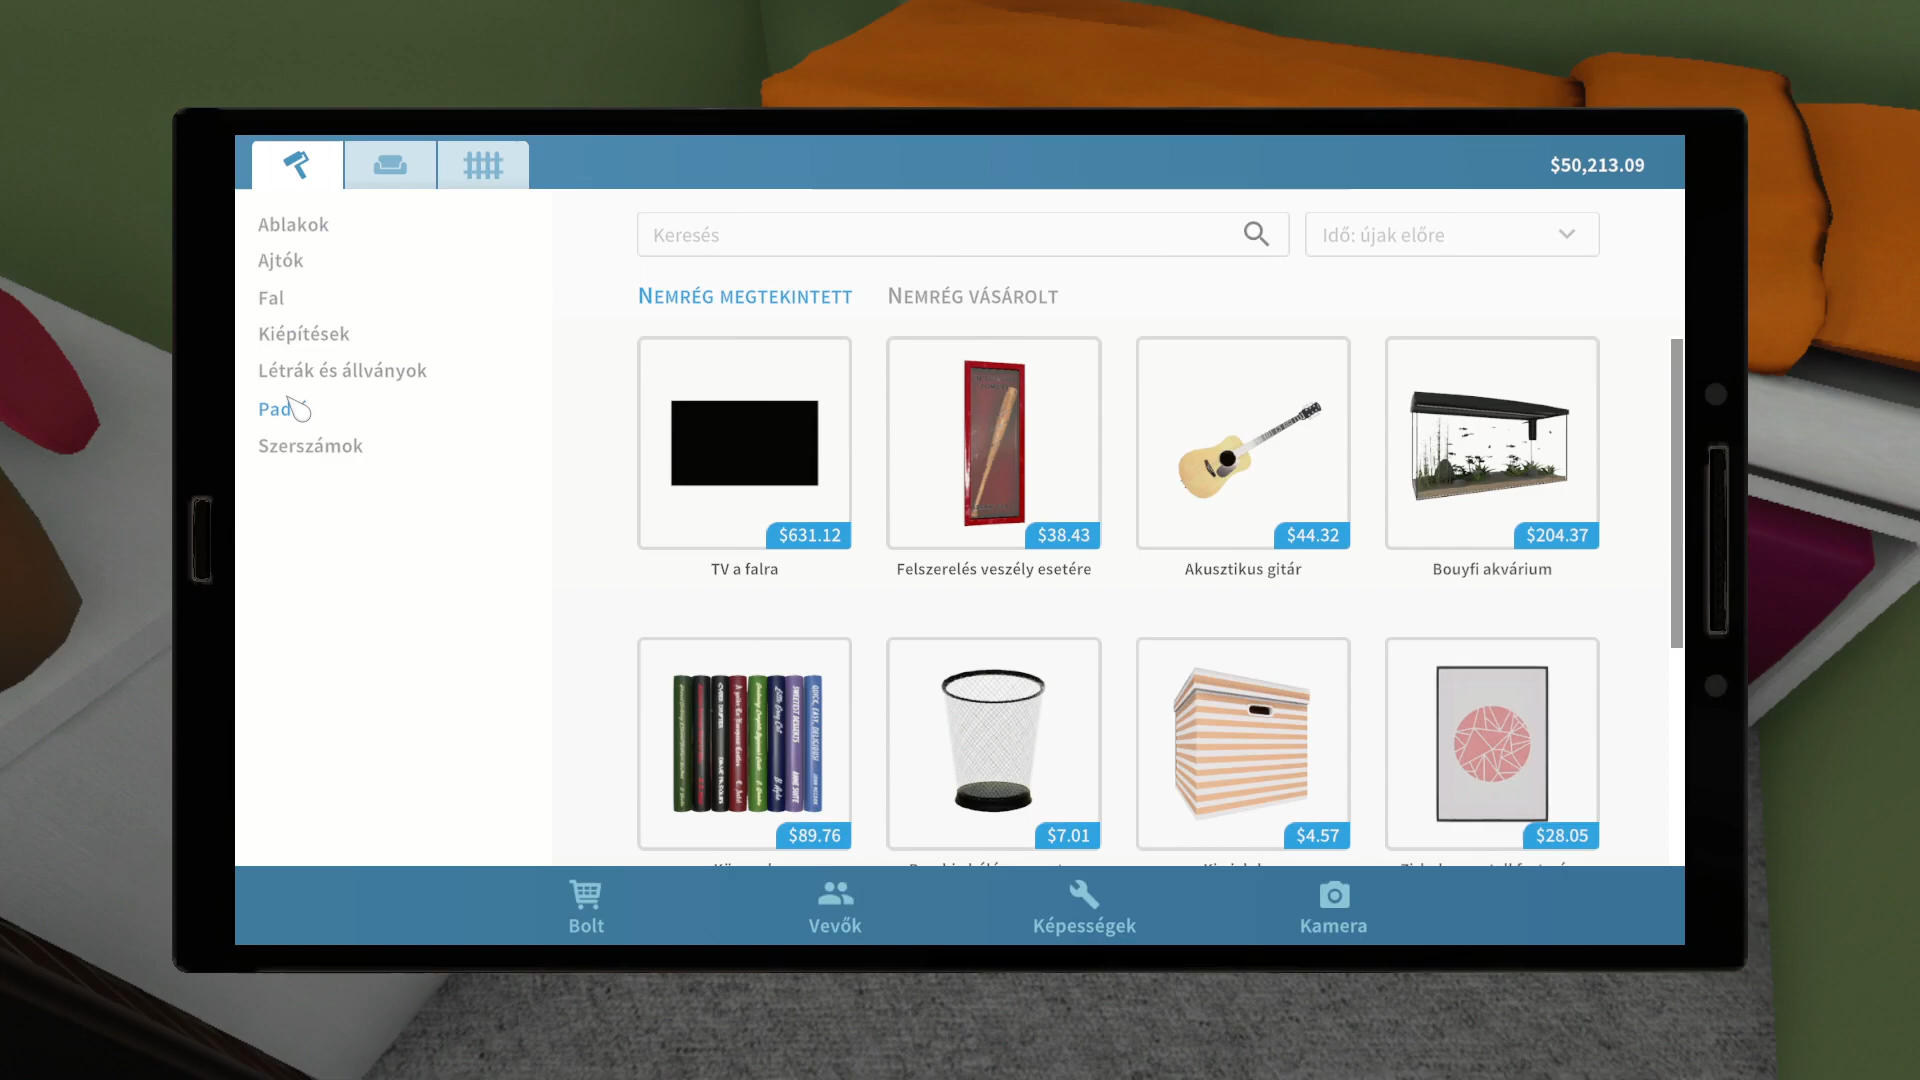 $50,213.09
Ablakok
Ajtók
Fal
Kiépítések
Létrák és állványok
Szerszámok
Keresés
Idő: újak előre
NEMRÉG MEGTEKINTETT
NEMRÉG VÁSÁROLT
$631.12
$38.43
$44.32
$204.37
TV a falra
Felszerelés veszély esetére
Akusztikus gitár
Bouyfi akvárium
$89.76
$7.01
$4.57
$28.05
Bolt
Vevők
Képességek
Kamera